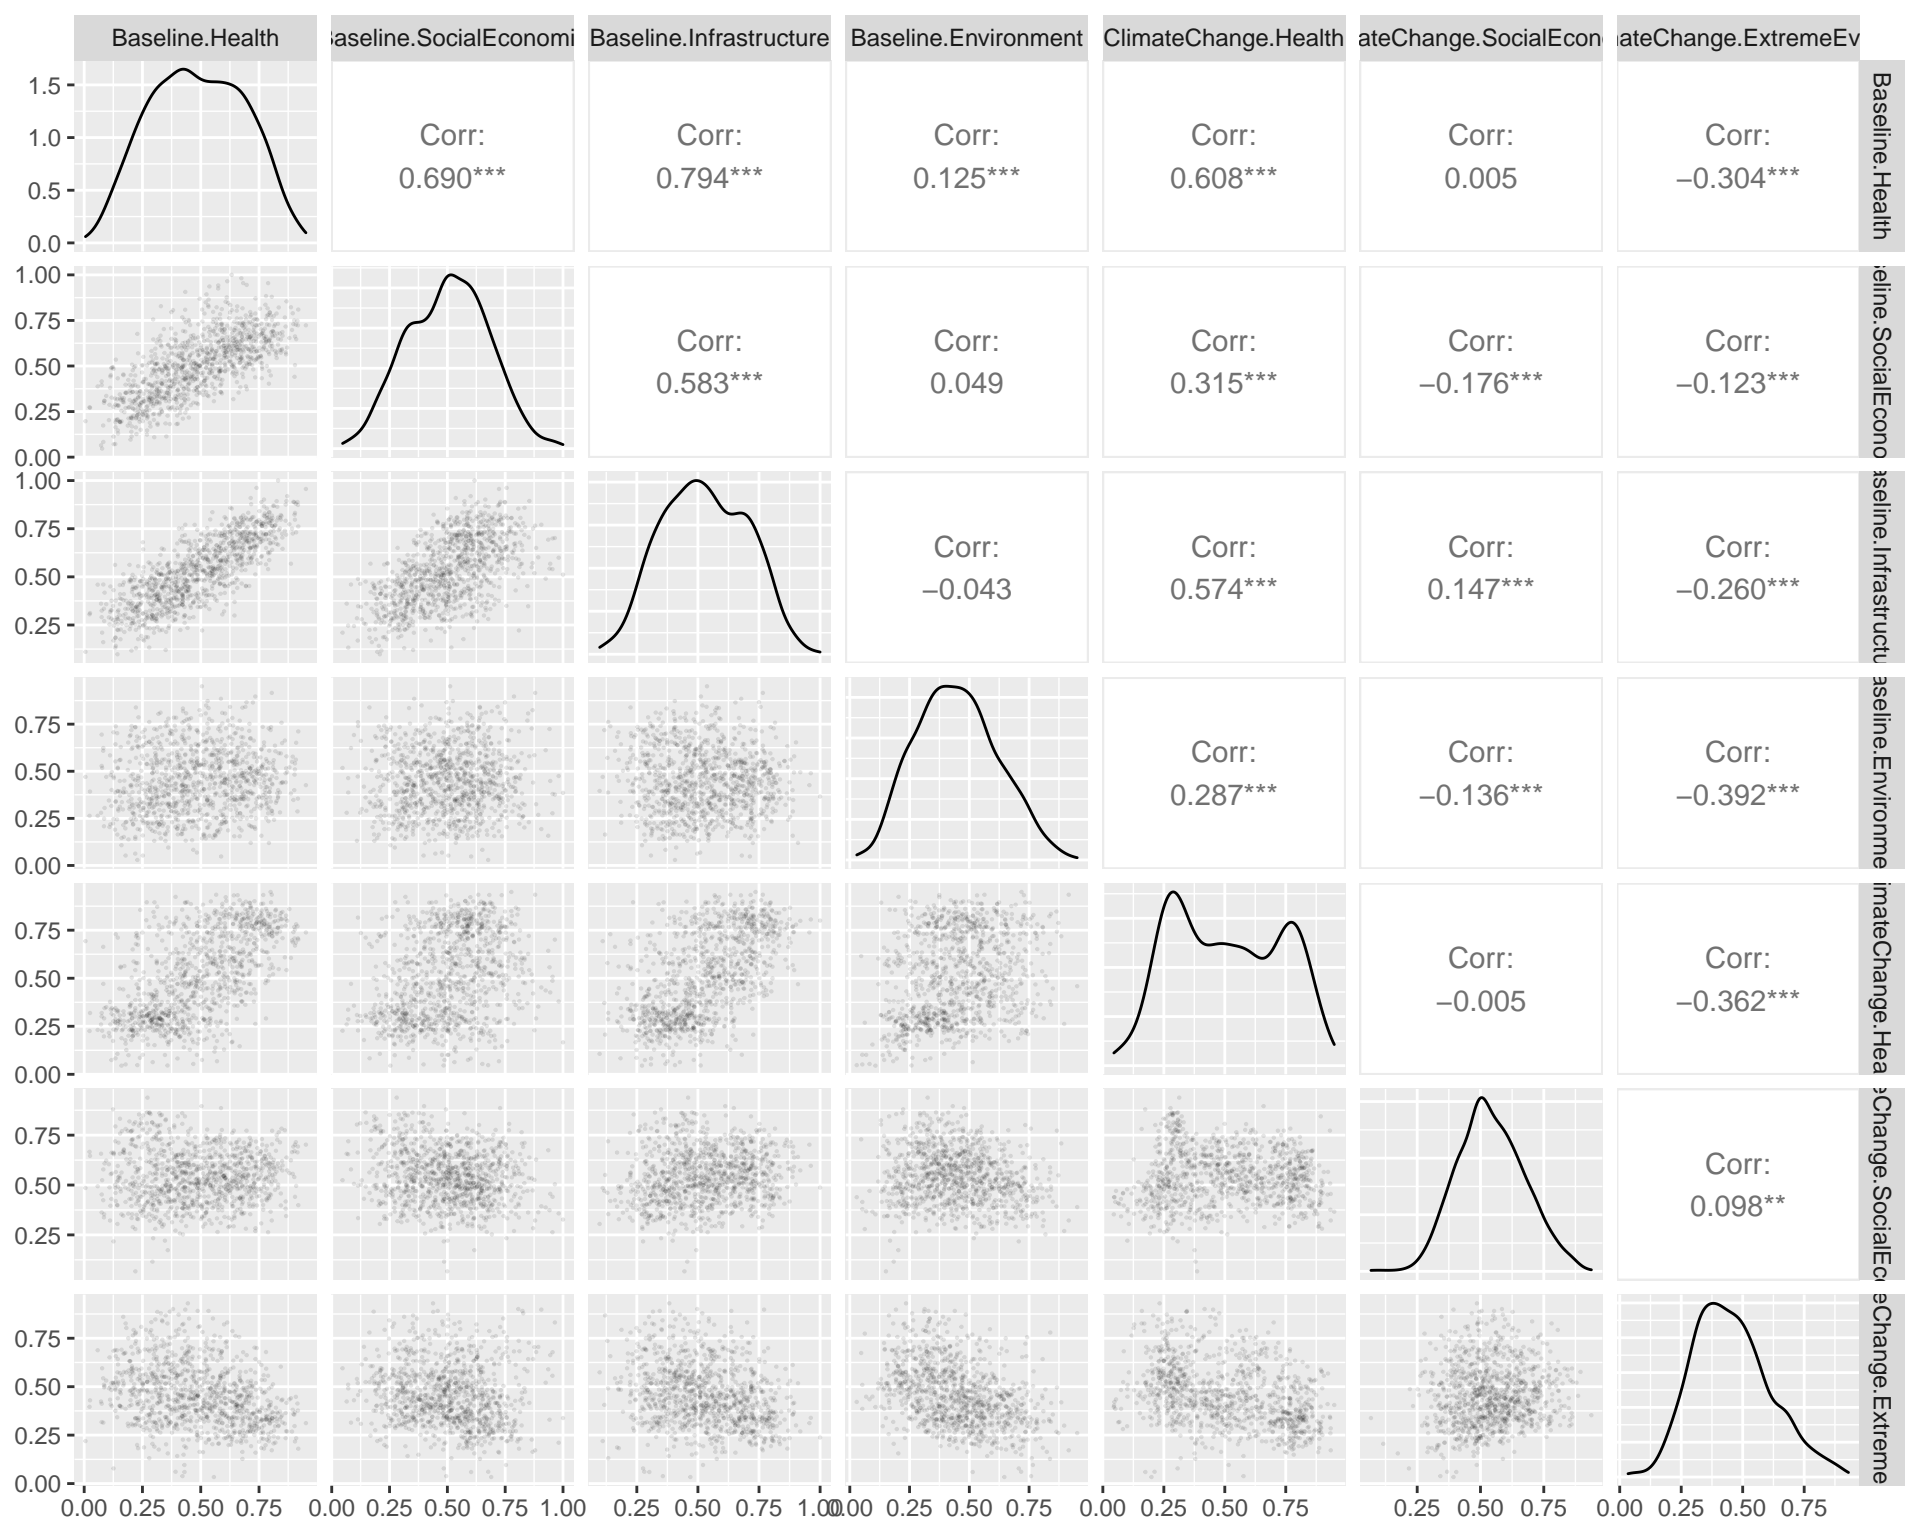 Baseline.Health
Baseline.SocialEconomi
Baseline.Infrastructure
Baseline.Environment
ClimateChange.Health
ateChange.SocialEcon
ateChange.ExtremeEv
1.5
1.0
0.5
0.0
Corr:
0.690***
Corr:
0.794***
Corr:
0.125***
Corr:
0.608***
Corr:
0.005
Corr:
−0.304***
Baseline.Health
1.00
0.75
0.50
0.25
0.00
Corr:
0.583***
Corr:
0.049
Corr:
0.315***
Corr:
−0.176***
Corr:
−0.123***
eline.SocialEcono
1.00
0.75
0.50
0.25
Corr:
−0.043
Corr:
0.574***
Corr:
0.147***
Corr:
−0.260***
seline.Infrastructu
0.75
0.50
0.25
0.00
Corr:
0.287***
Corr:
−0.136***
Corr:
−0.392***
aseline.Environme
0.75
0.50
0.25
0.00
Corr:
−0.005
Corr:
−0.362***
imateChange.Hea
0.75
0.50
0.25
Corr:
0.098**
eChange.SocialEc
0.75
0.50
0.25
0.00
eChange.Extreme
0.00 0.25 0.50 0.75
0.00 0.25 0.50 0.75 1.00
0.25 0.50 0.75 1.00
0.00 0.25 0.50 0.75
0.00 0.25 0.50 0.75
0.25 0.50 0.75
0.00 0.25 0.50 0.75